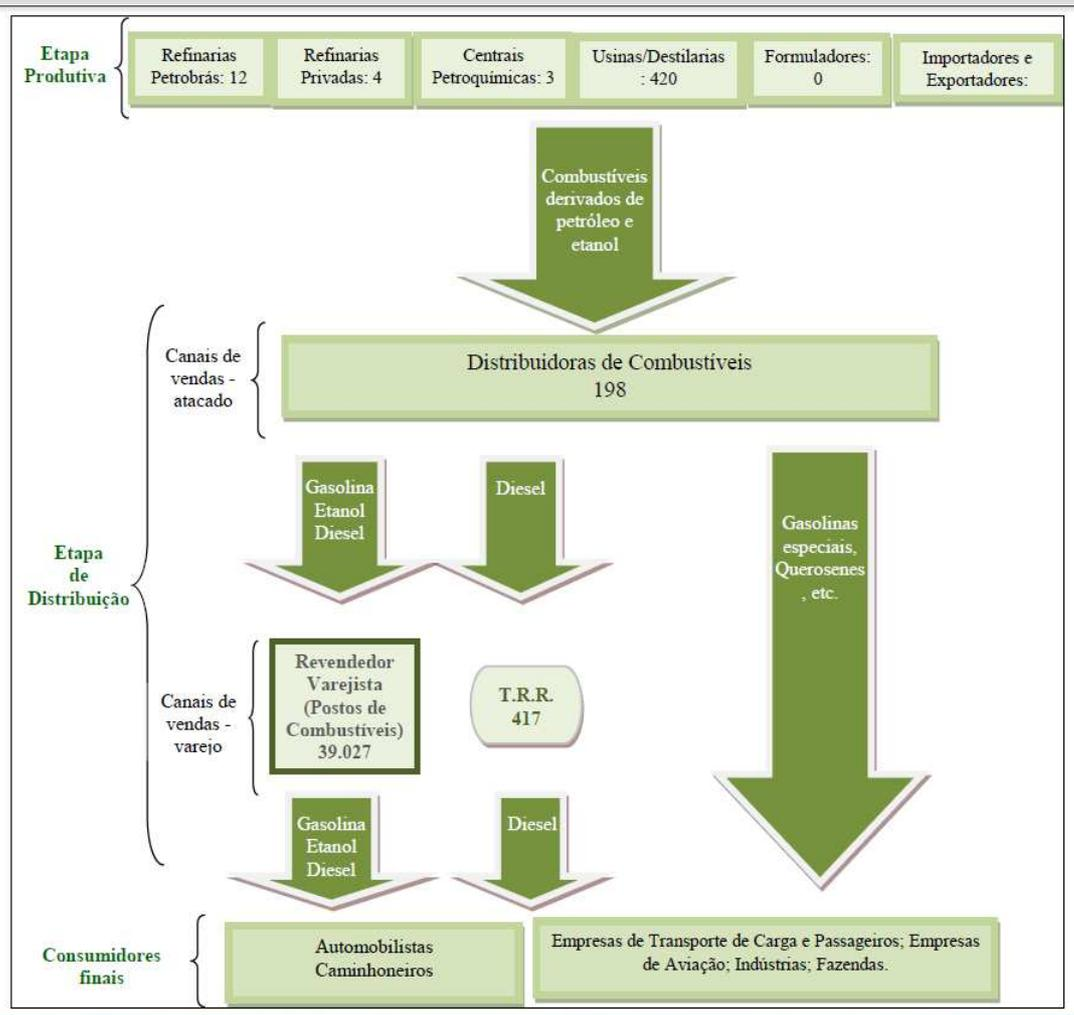 Etapa
Produtiva
Refinarias
Petrobrás: 12
Refinarias
Privadas: 4
Centrais
Petroquímicas: 3
Usinas/Destilarias
: 420
Formuladores:
0
Importadores e
Exportadores:
Combustíveis
derivados de
petróleo e
etanol
Canais de
vendas -
atacado
Distribuidoras de Combustíveis
198
Gasolina
Etanol
Diesel
Diesel
Gasolinas
especiais,
Querosenes
, etc.
Etapa
de
Distribuição
Canais de
vendas -
varejo
Revendedor
Varejista
(Postos de
Combustíveis)
39.027
T.R.R.
417
Gasolina
Etanol
Diesel
Diesel
Consumidores
finais
Automobilistas
Caminhoneiros
Empresas de Transporte de Carga e Passageiros; Empresas
de Aviação; Indústrias; Fazendas.